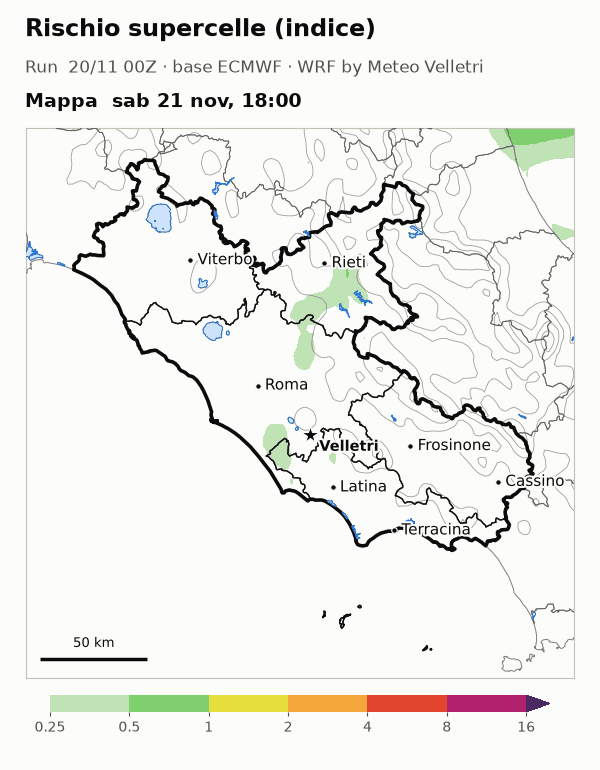 Rischio supercelle (indice)
Run  20/11 00Z · base ECMWF · WRF by Meteo Velletri
Mappa  sab 21 nov, 18:00
Viterbo
Rieti
Roma
Velletri
Frosinone
Cassino
Latina
Terracina
50 km
0.25 0.5 1 2 4 8 16